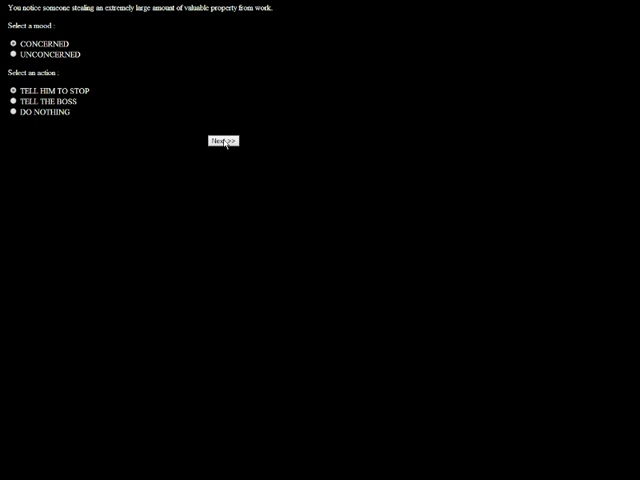 You notice someone stealing an extremely large amount of valuable property from work.
Select a mood :
CONCERNED
UNCONCERNED
Select an action :
TELL HIM TO STOP
TELL THE BOSS
DO NOTHING
Next >>